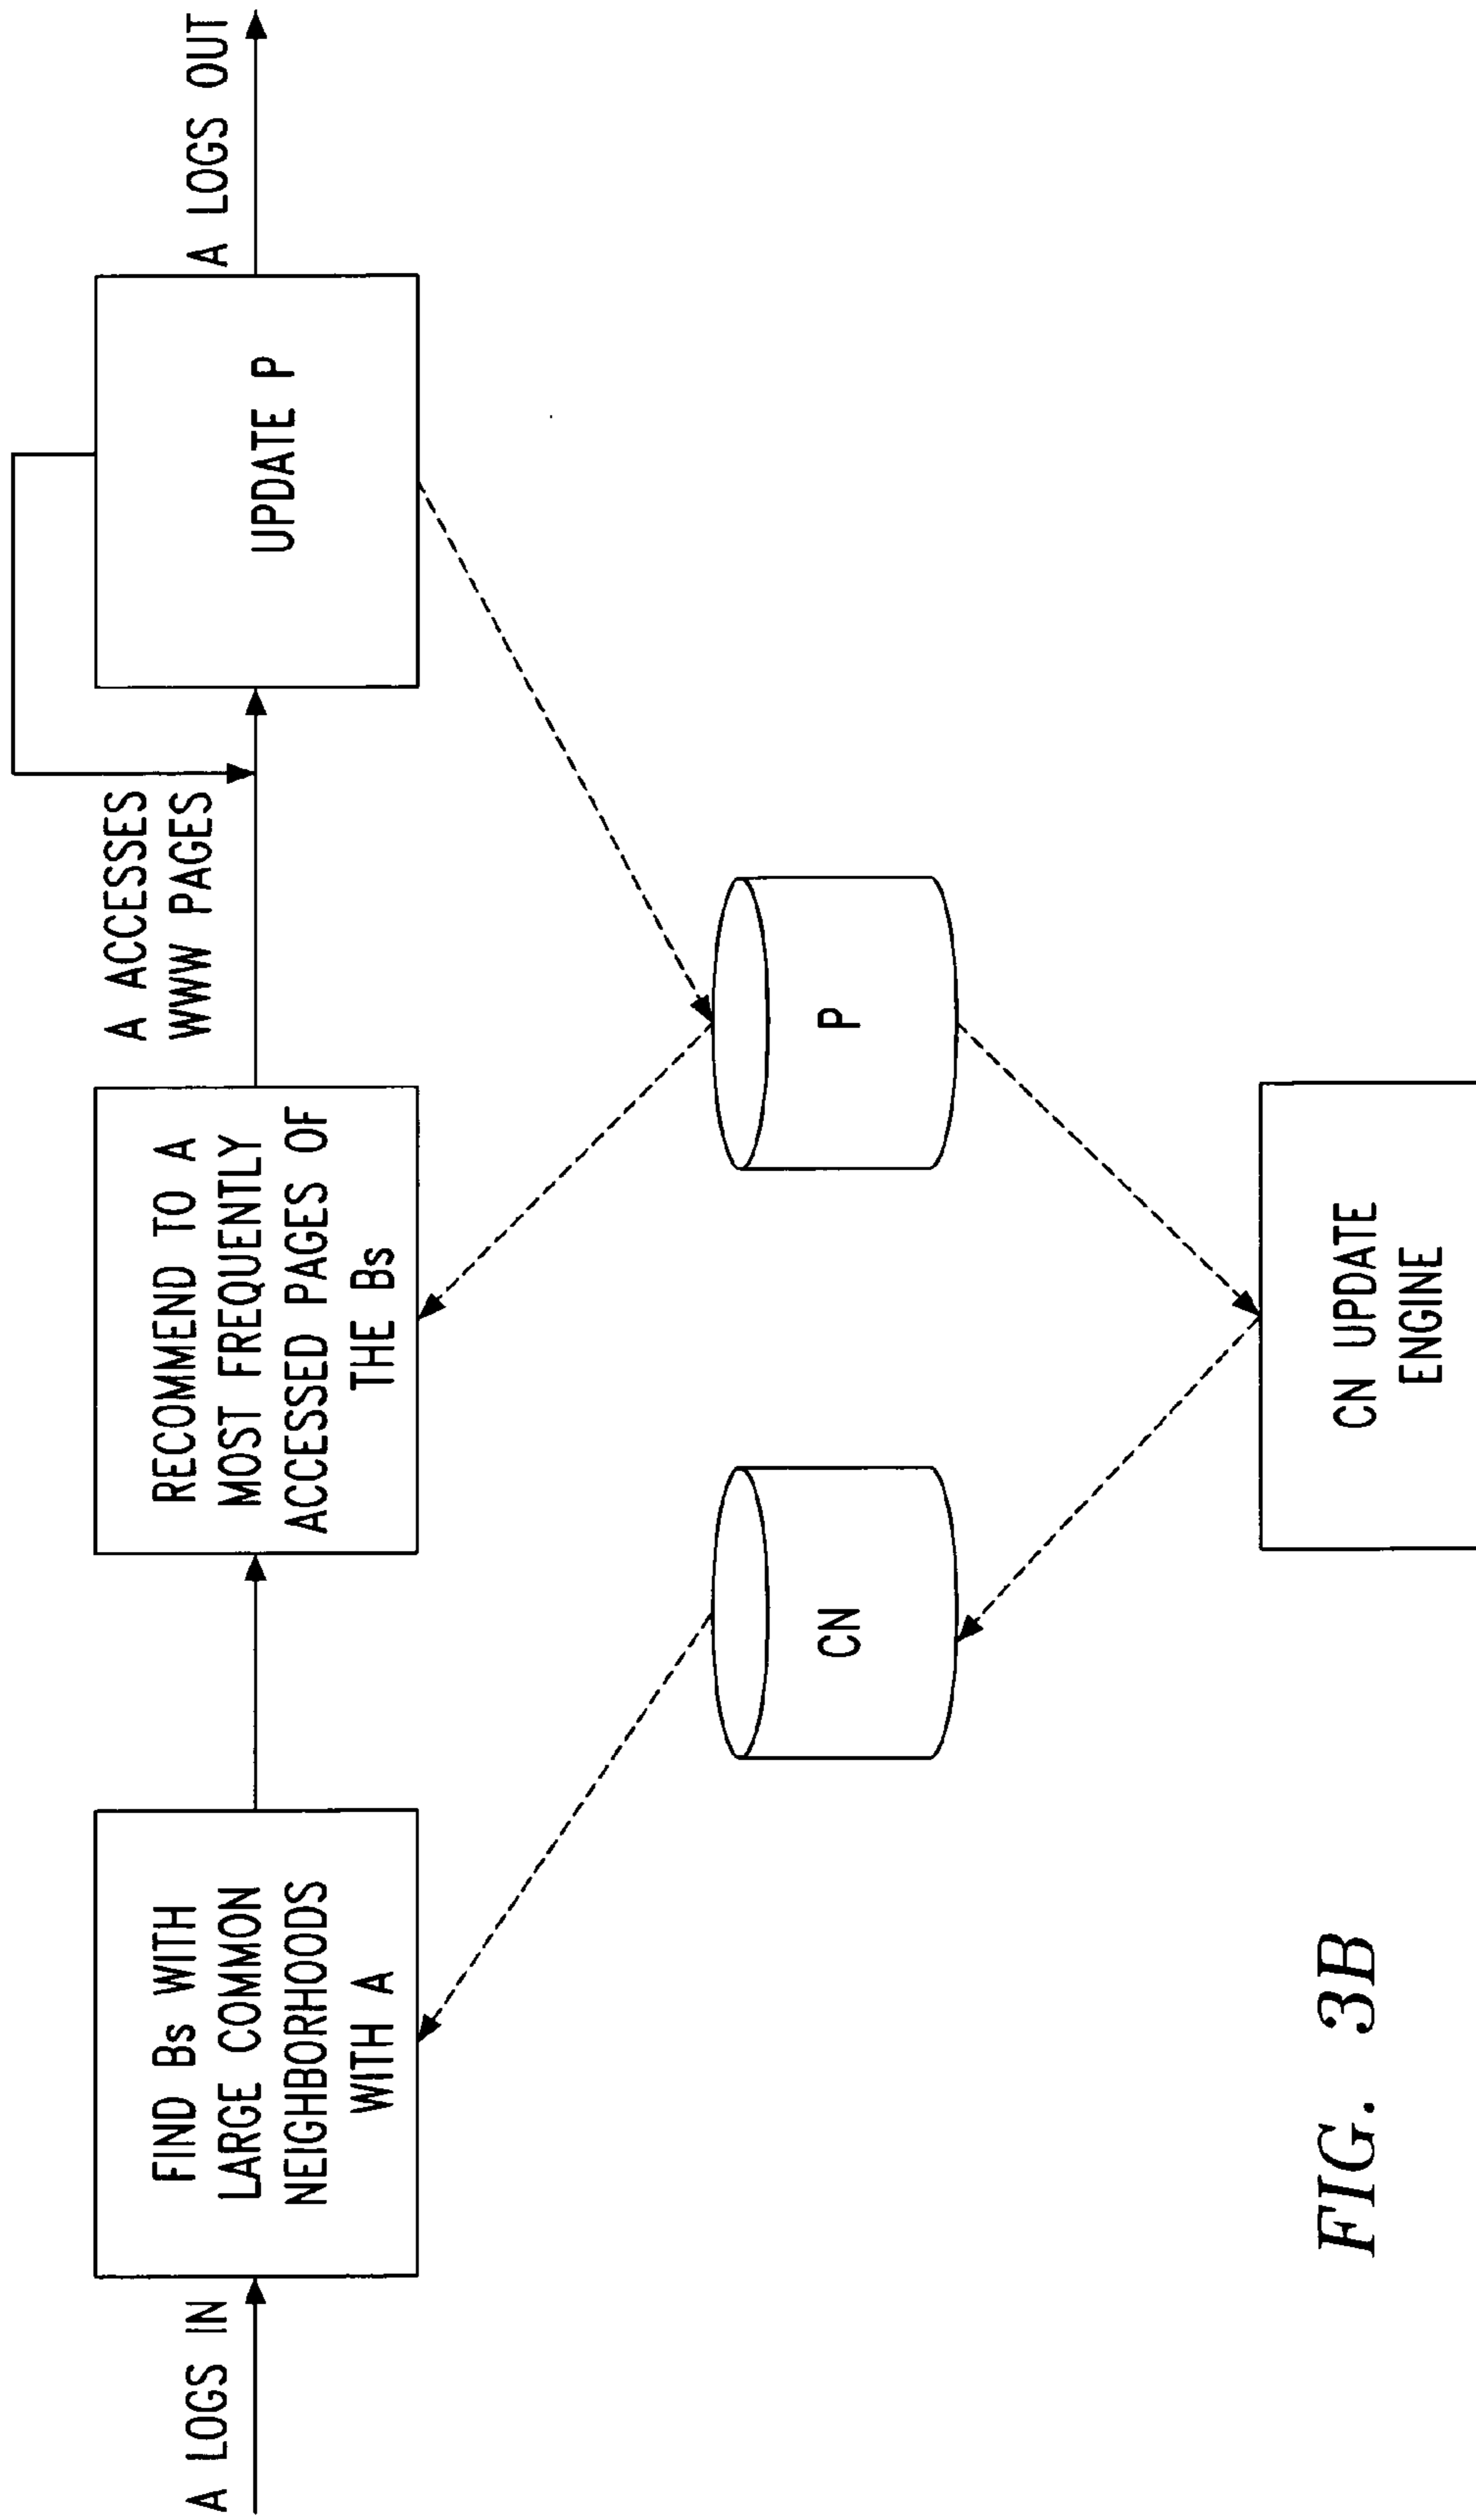 A LOGS IN
FIND Bs WITH
LARGE COMMON
NEIGHBORHOODS
WITH A
RECOMMEND TO A
MOST FREQUENTLY
ACCESSED PAGES OF
THE Bs
A ACCESSES
WWW PAGES
UPDATE P
A LOGS OUT
CN
P
CN UPDATE
ENGINE
FIG. 3B